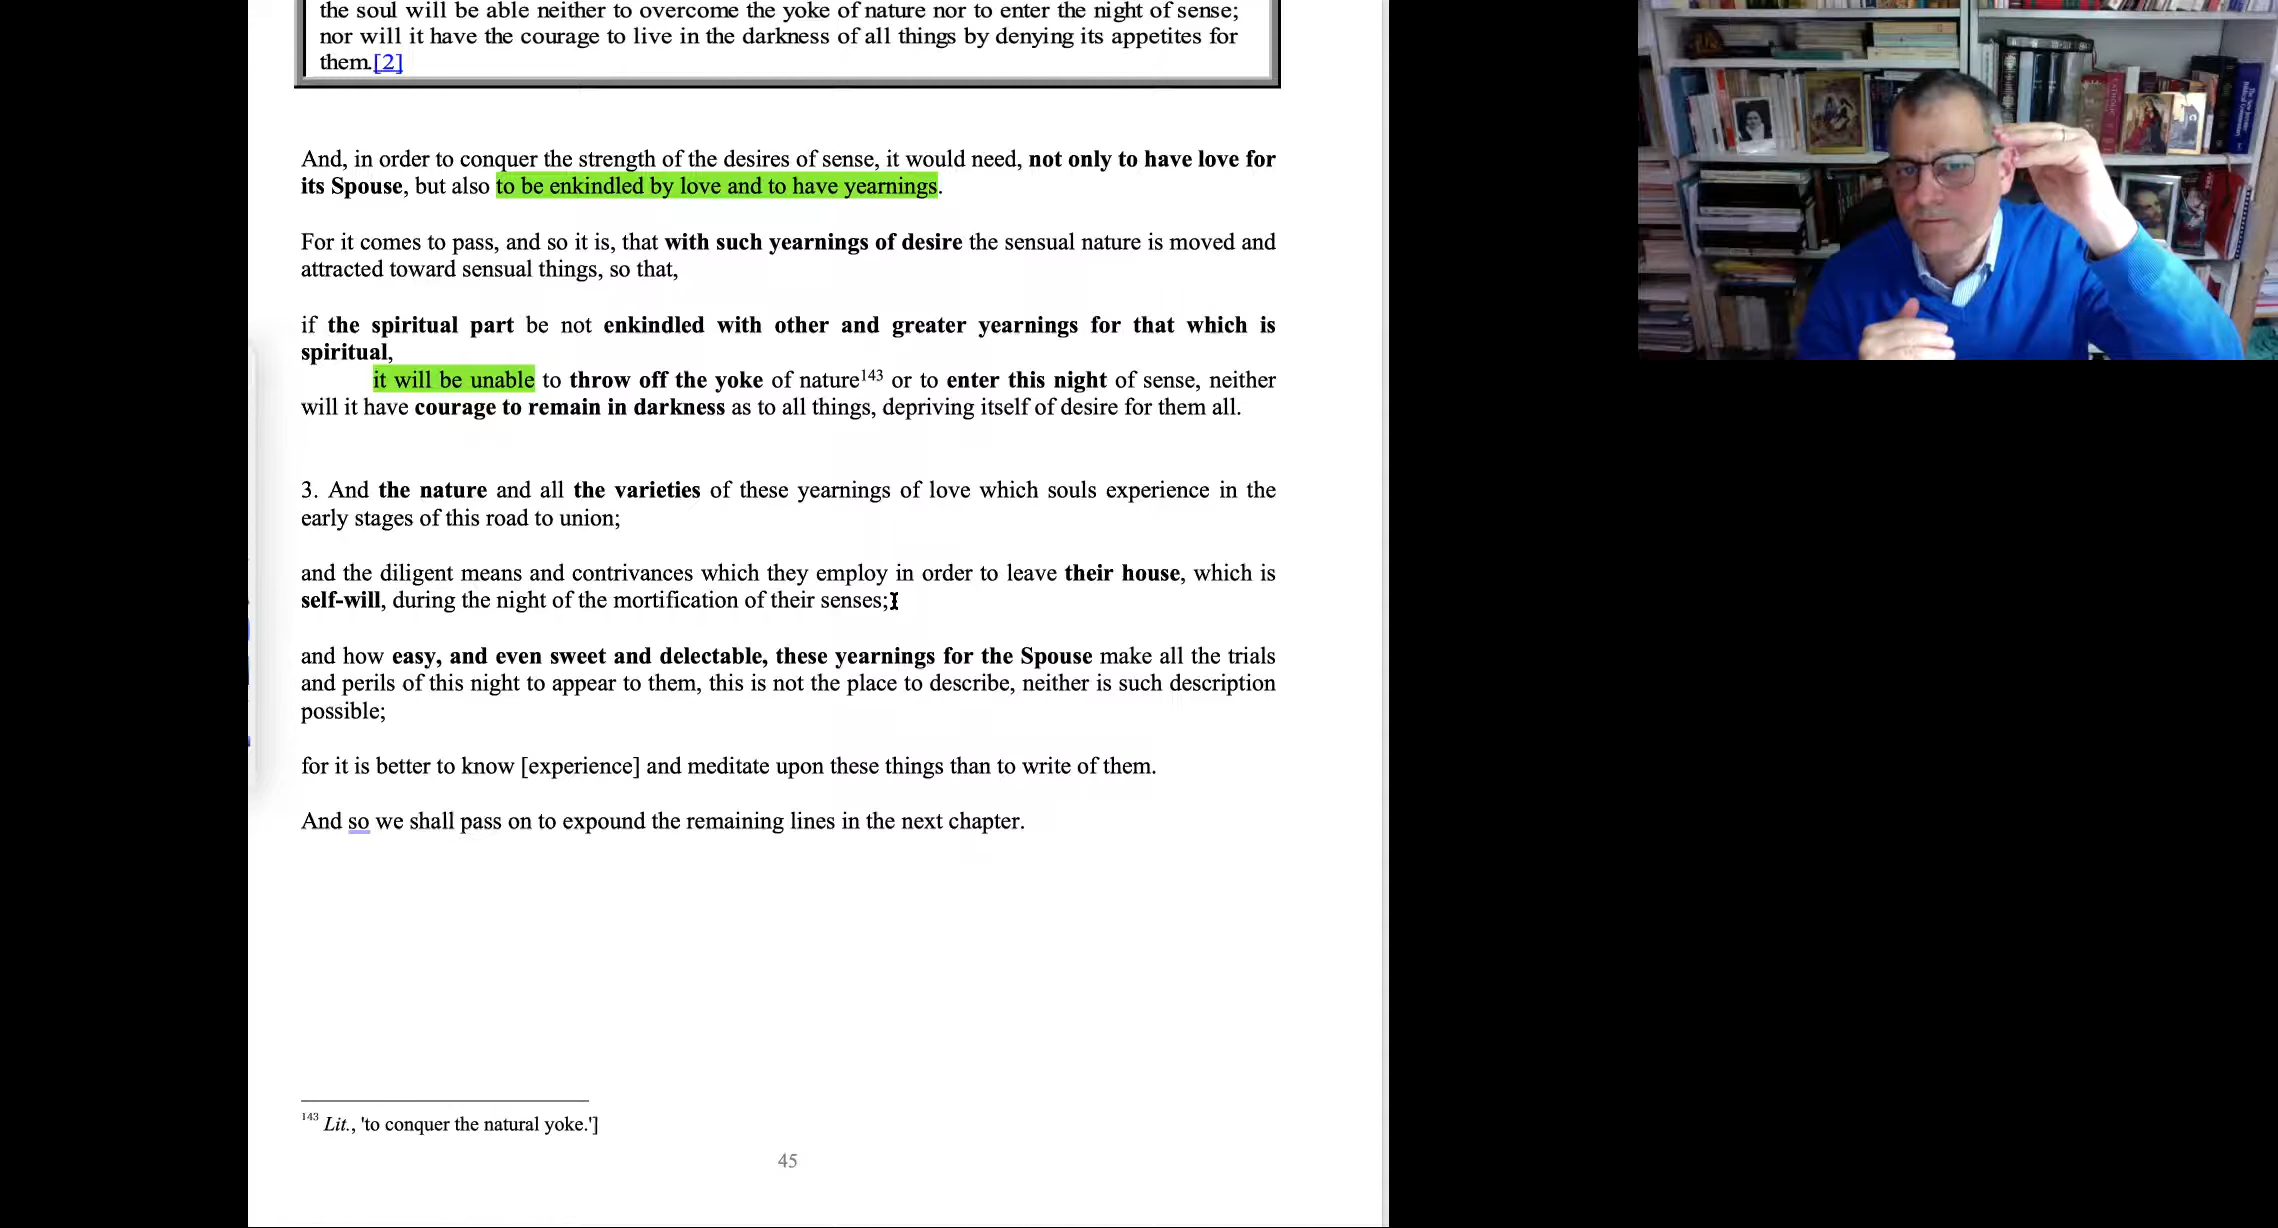 the soul will be able neither to overcome the yoke of nature nor to enter the night of sense;
nor will it have the courage to live in the darkness of all things by denying its appetites for
them.[2]
And, in order to conquer the strength of the desires of sense, it would need, not only to have love for
its Spouse, but also to be enkindled by love and to have yearnings.
For it comes to pass, and so it is, that with such yearnings of desire the sensual nature is moved and
attracted toward sensual things, so that,
if the spiritual part be not enkindled with other and greater yearnings for that which is
spiritual,
it will be unable to throw off the yoke of nature143 or to enter this night of sense, neither
will it have courage to remain in darkness as to all things, depriving itself of desire for them all.
3. And the nature and all the varieties of these yearnings of love which souls experience in the
early stages of this road to union;
and the diligent means and contrivances which they employ in order to leave their house, which is
self-will, during the night of the mortification of their senses;
and how easy, and even sweet and delectable, these yearnings for the Spouse make all the trials
and perils of this night to appear to them, this is not the place to describe, neither is such description
possible;
for it is better to know [experience] and meditate upon these things than to write of them.
And so we shall pass on to expound the remaining lines in the next chapter.
143 Lit., 'to conquer the natural yoke.']
45